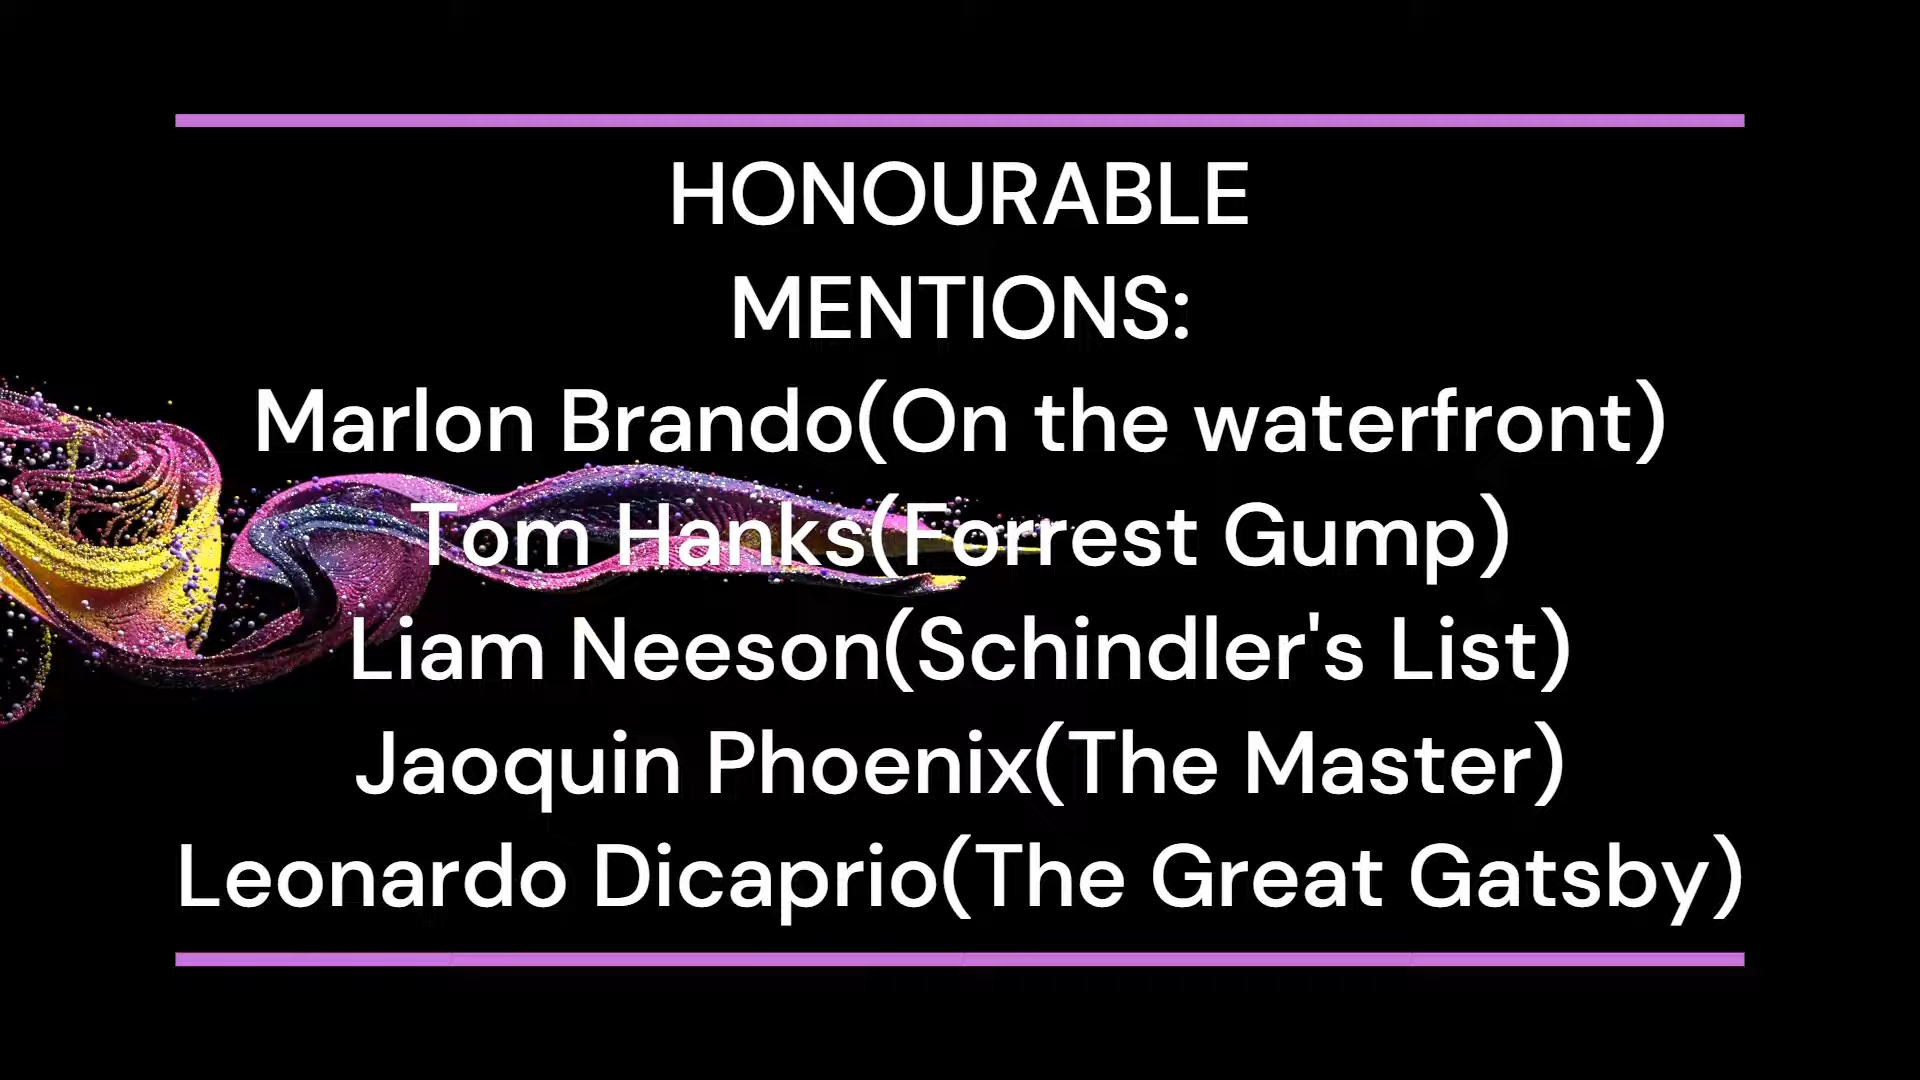 HONOURABLE
MENTIONS:
Marlon Brando(On the waterfront)
Tom Hanks(Forrest Gump)
Liam Neeson(Schindler's List)
Jaoquin Phoenix(The Master)
Leonardo Dicaprio(The Great Gatsby)